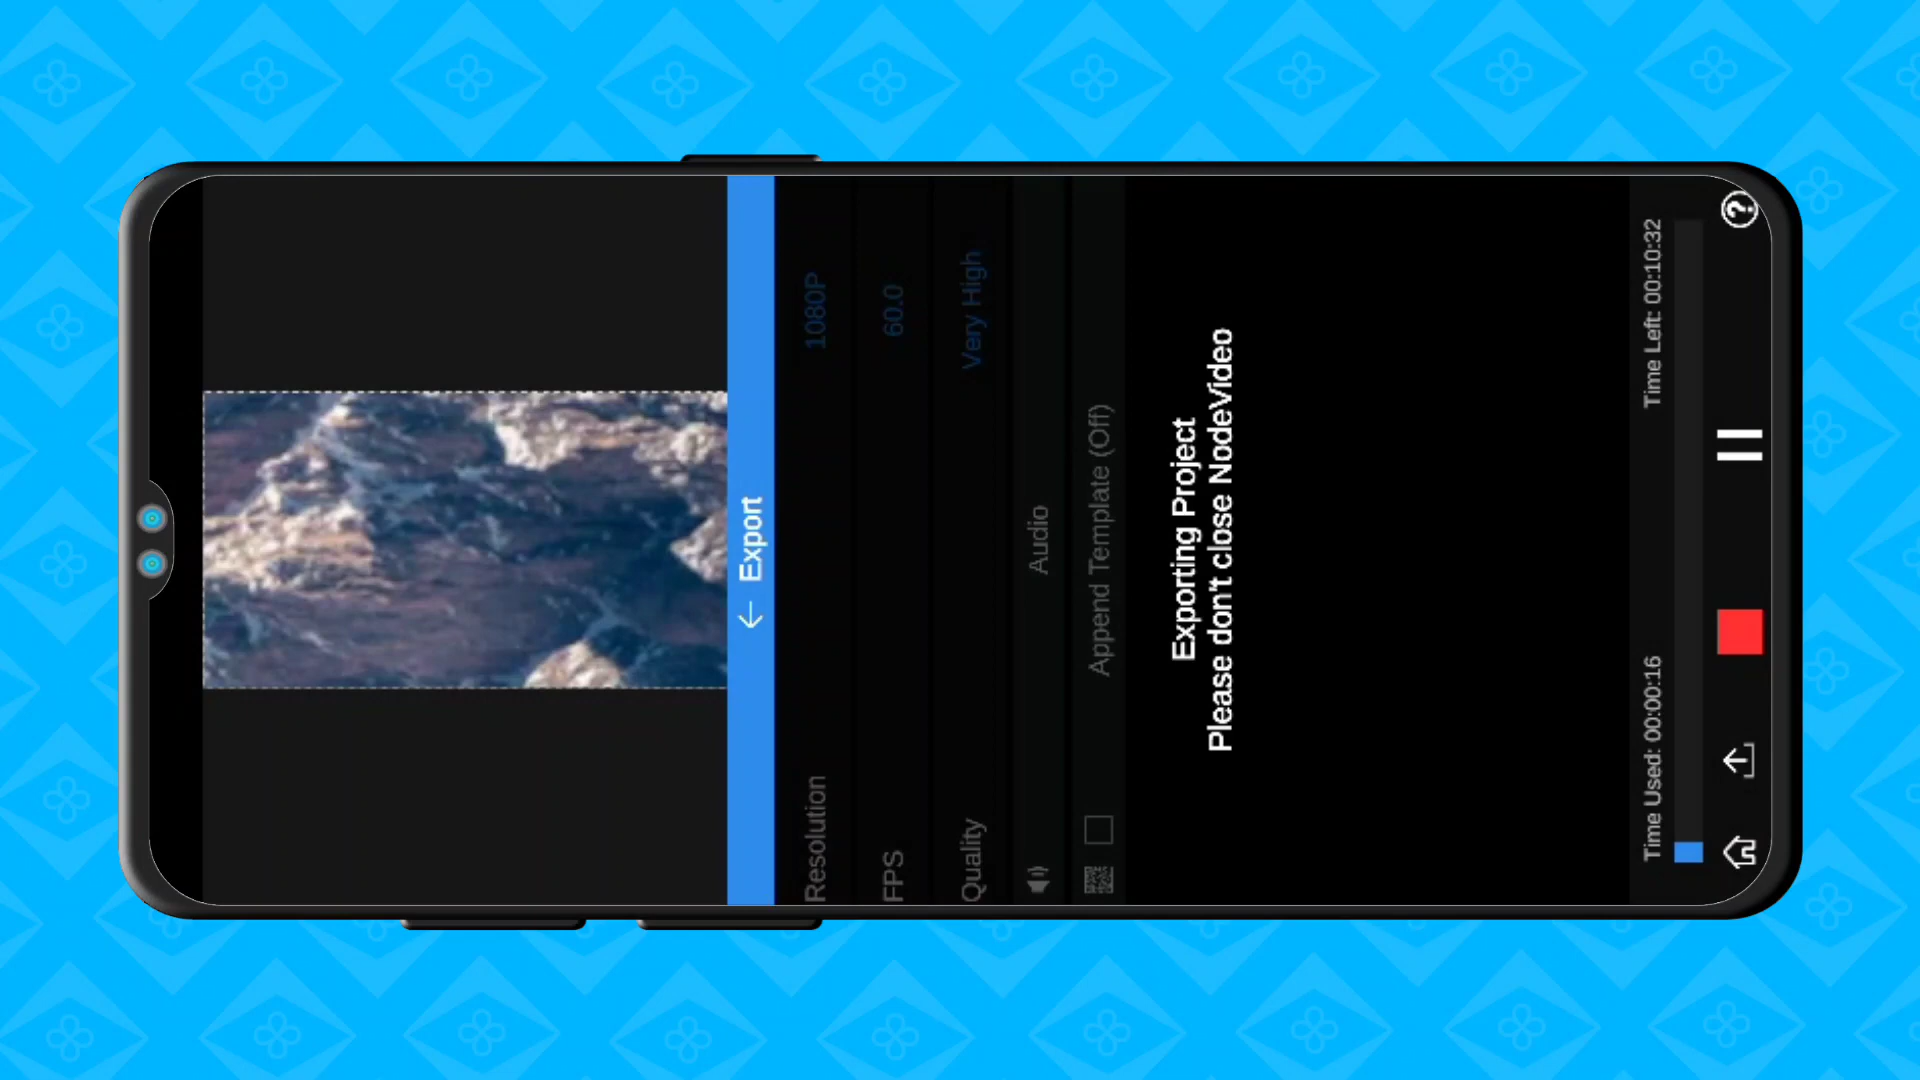 Export
Resolution 1080P
FPS 60.0
Quality Very High
Audio
Append Template (Off)
Exporting Project
Please don't close NodeVideo
Time Used: 00:00:16 Time Left: 00:10:32
?